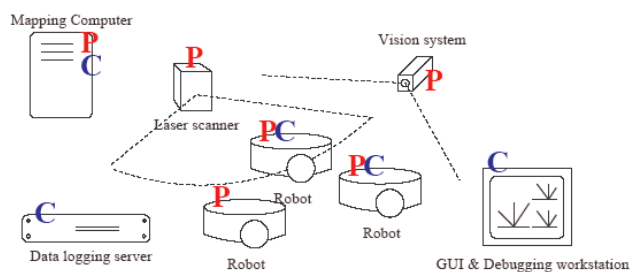 Mapping Computer
P
C
P
Laser scanner
Vision system
P
PC
Robot
PC
Robot
P
Robot
C
Data logging server
C
GUI & Debugging workstation